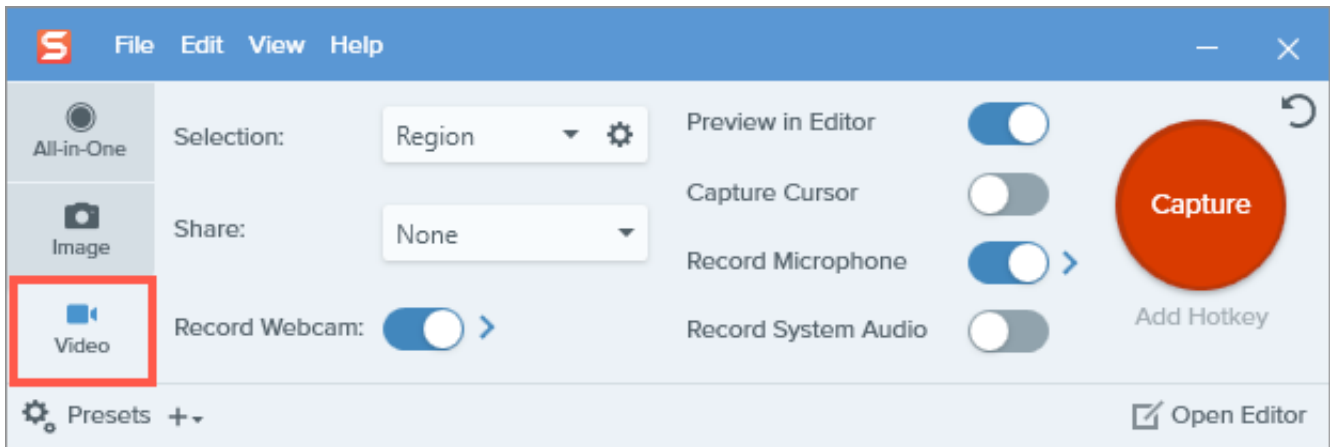 File Edit View Help
All-in-One
Image
Video
Selection: Region
Share: None
Record Webcam:
Preview in Editor
Capture Cursor
Record Microphone
Record System Audio
Capture
Add Hotkey
Presets
Open Editor